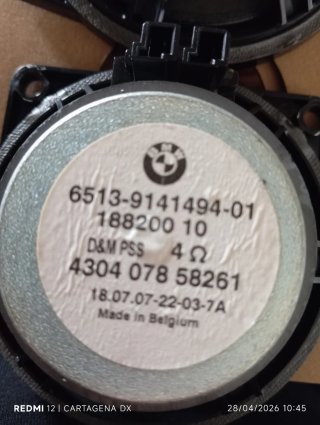 BMW
6513-9141494-01
188200 10
D&M PSS 4 Ω
4304 078 58261
18.07.07-22-03-7A
Made in Belgium
REDMI 12 | CARTAGENA DX
28/04/2026 10:45